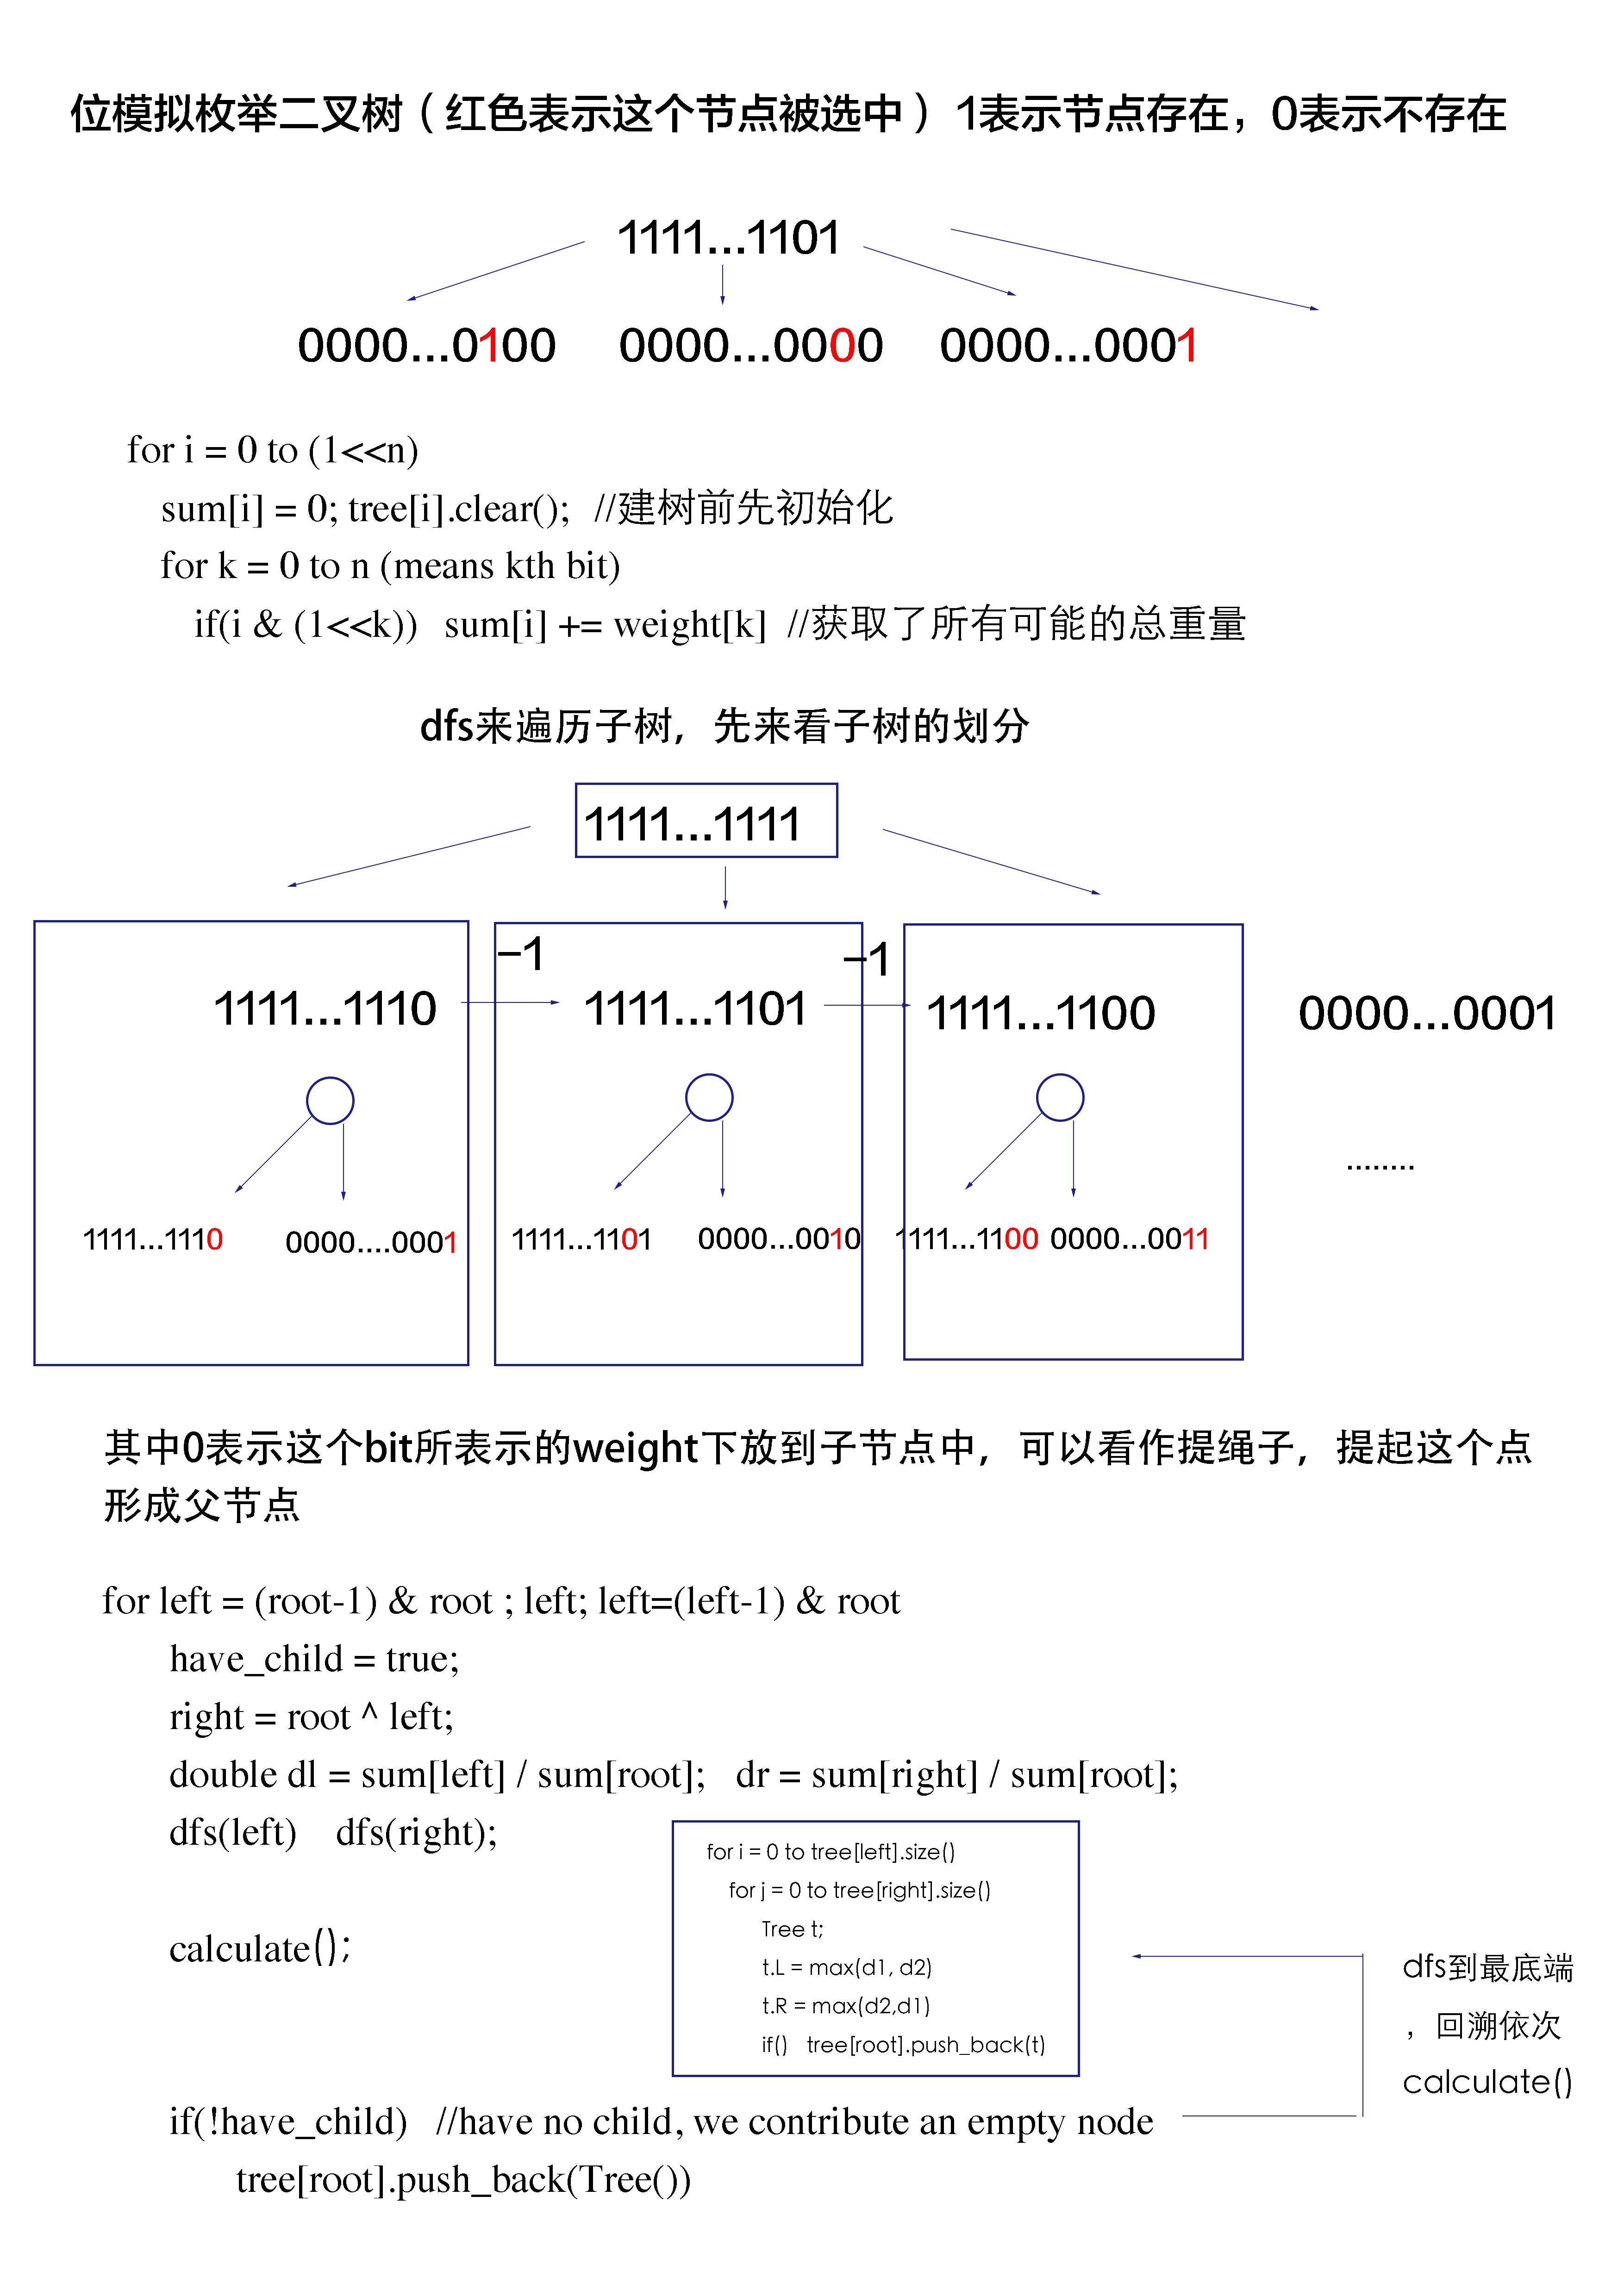 位模拟枚举二叉树（红色表示这个节点被选中） 1表示节点存在，0表示不存在
1111...1101
0000...0100 0000...0000 0000...0001
for i = 0 to (1<<n)
sum[i] = 0; tree[i].clear(); //建树前先初始化
for k = 0 to n (means kth bit)
if(i & (1<<k)) sum[i] += weight[k] //获取了所有可能的总重量
dfs来遍历子树，先来看子树的划分
1111...1111
−1 −1
1111...1110 1111...1101 1111...1100 0000...0001
........
1111...1110 0000....0001 1111...1101 0000...0010 1111...1100 0000...0011
其中0表示这个bit所表示的weight下放到子节点中，可以看作提绳子，提起这个点
形成父节点
for left = (root-1) & root ; left; left=(left-1) & root
have_child = true;
right = root ^ left;
double dl = sum[left] / sum[root]; dr = sum[right] / sum[root];
dfs(left) dfs(right);
calculate();
for i = 0 to tree[left].size()
for j = 0 to tree[right].size()
Tree t;
t.L = max(d1, d2)
t.R = max(d2,d1)
if() tree[root].push_back(t)
dfs到最底端
，回溯依次
calculate()
if(!have_child) //have no child, we contribute an empty node
tree[root].push_back(Tree())